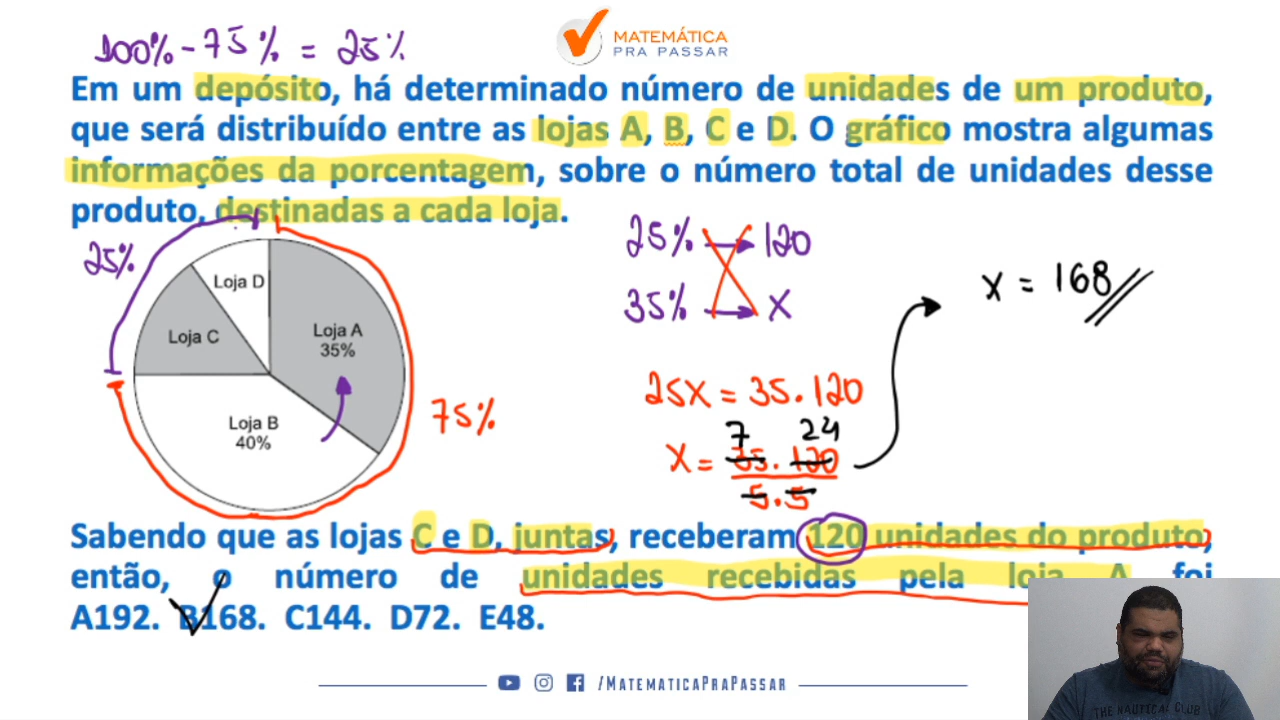 MATEMÁTICA
PRA PASSAR
100% - 75% = 25%
Em um depósito, há determinado número de unidades de um produto,
que será distribuído entre as lojas A, B, C e D. O gráfico mostra algumas
informações da porcentagem, sobre o número total de unidades desse
produto, destinadas a cada loja.
25%
Loja D
Loja C
Loja A
35%
Loja B
40%
75%
25% → 120
35% → X
25X = 35.120
7 24
X = 35.120
5.5
X = 168
Sabendo que as lojas C e D, juntas, receberam 120 unidades do produto,
então, o número de unidades recebidas pela loja A foi
A192. B168. C144. D72. E48.
/MATEMATICAPRAPASSAR
THE NAUTICAL CLUB